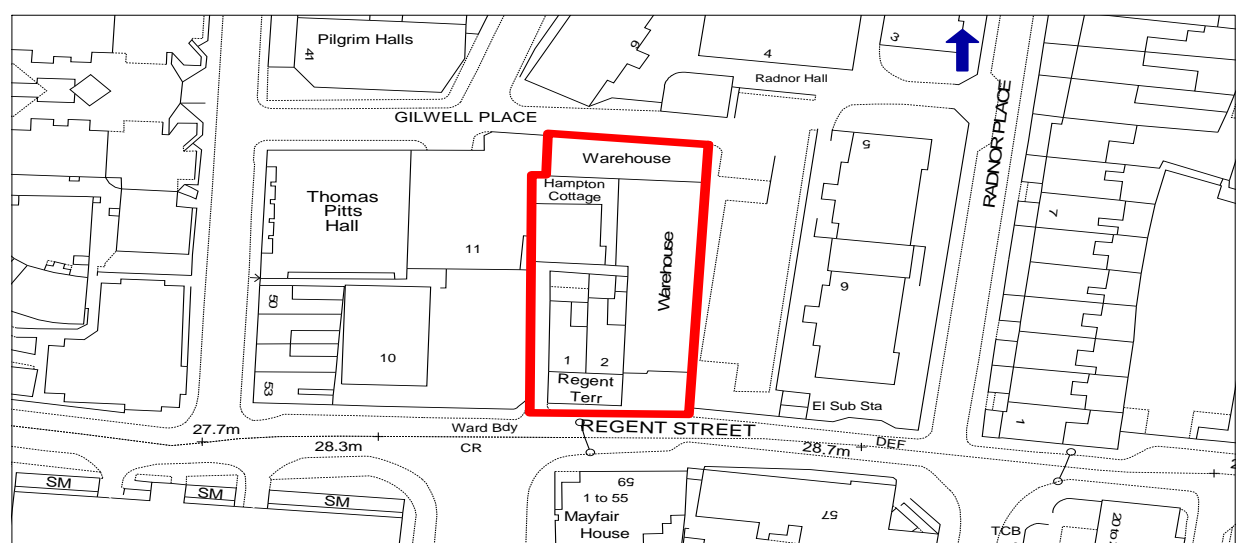 Pilgrim Halls
41
6
4
3
Radnor Hall
GILWELL PLACE
RADNOR PLACE
Warehouse
5
Hampton
Cottage
Thomas
Pitts
Hall
7
11
Warehouse
50
9
10
1
2
Regent
Terr
53
El Sub Sta
1
27.7m
Ward Bdy
REGENT STREET
28.3m
CR
28.7m
DEF
SM
SM
SM
59
1 to 55
Mayfair
House
57
TCB